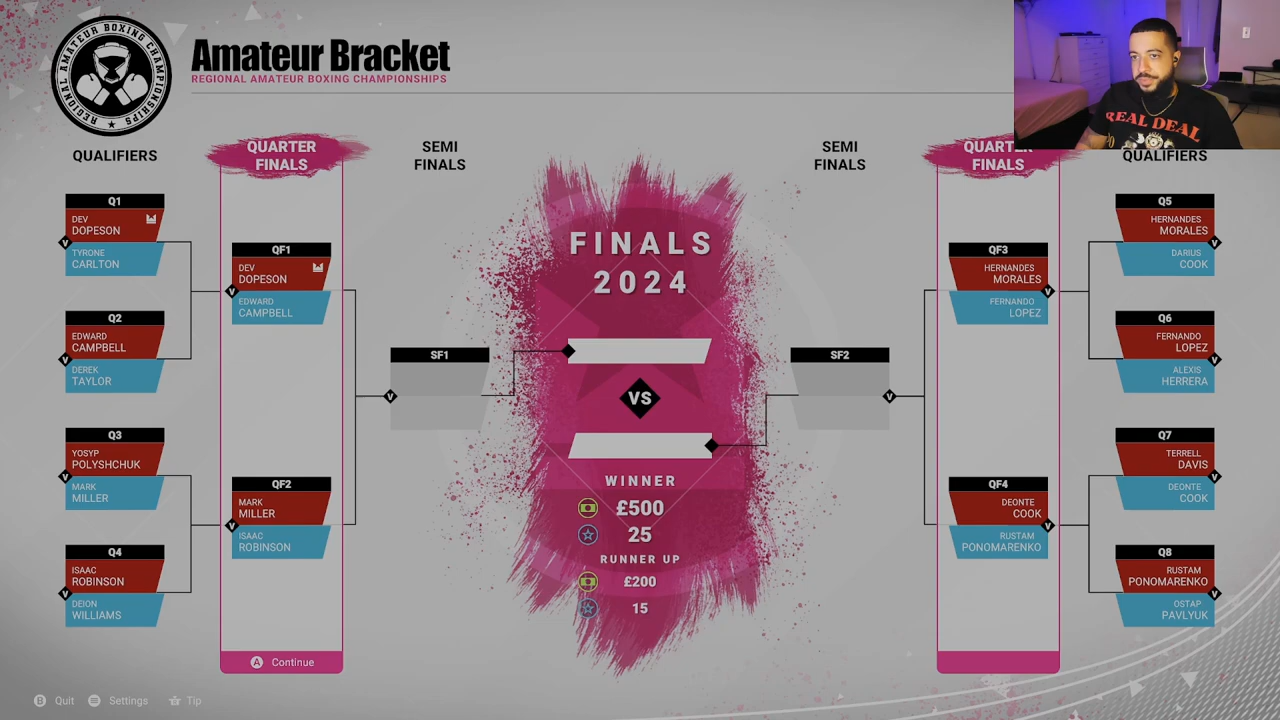 REGIONAL AMATEUR BOXING CHAMPIONSHIPS
Amateur Bracket
REGIONAL AMATEUR BOXING CHAMPIONSHIPS
REAL DEAL
QUALIFIERS
QUARTER
FINALS
SEMI
FINALS
SEMI
FINALS
QUARTER
FINALS
QUALIFIERS
Q1
DEV
DOPESON
V
TYRONE
CARLTON
Q2
EDWARD
CAMPBELL
V
DEREK
TAYLOR
Q3
YOSYP
POLYSHCHUK
V
MARK
MILLER
Q4
ISAAC
ROBINSON
V
DEION
WILLIAMS
QF1
DEV
DOPESON
V
EDWARD
CAMPBELL
QF2
MARK
MILLER
V
ISAAC
ROBINSON
A Continue
SF1
V
FINALS
2024
VS
WINNER
£500
25
RUNNER UP
£200
15
SF2
V
QF3
HERNANDES
MORALES
V
FERNANDO
LOPEZ
QF4
DEONTE
COOK
V
RUSTAM
PONOMARENKO
Q5
HERNANDES
MORALES
V
DARIUS
COOK
Q6
FERNANDO
LOPEZ
V
ALEXIS
HERRERA
Q7
TERRELL
DAVIS
V
DEONTE
COOK
Q8
RUSTAM
PONOMARENKO
V
OSTAP
PAVLYUK
B Quit
Settings
Tip